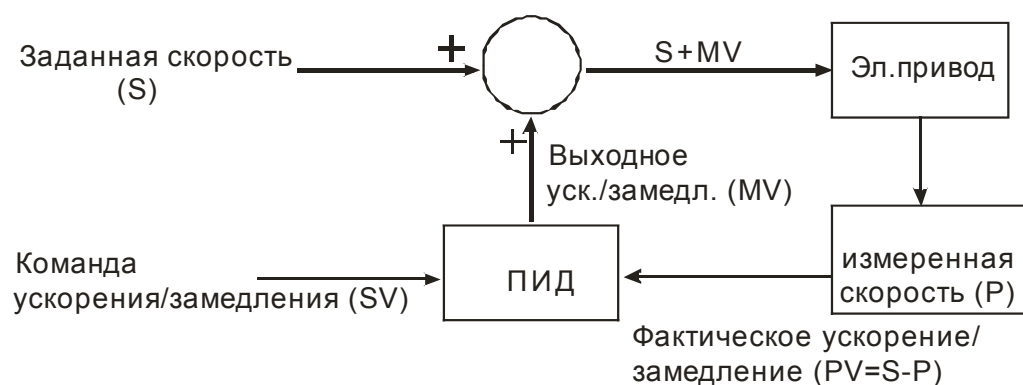 Заданная скорость
(S)
+
S+MV
Эл.привод
+
Выходное
уск./замедл. (MV)
Команда
ускорения/замедления (SV)
ПИД
измеренная
скорость (P)
Фактическое ускорение/
замедление (PV=S-P)